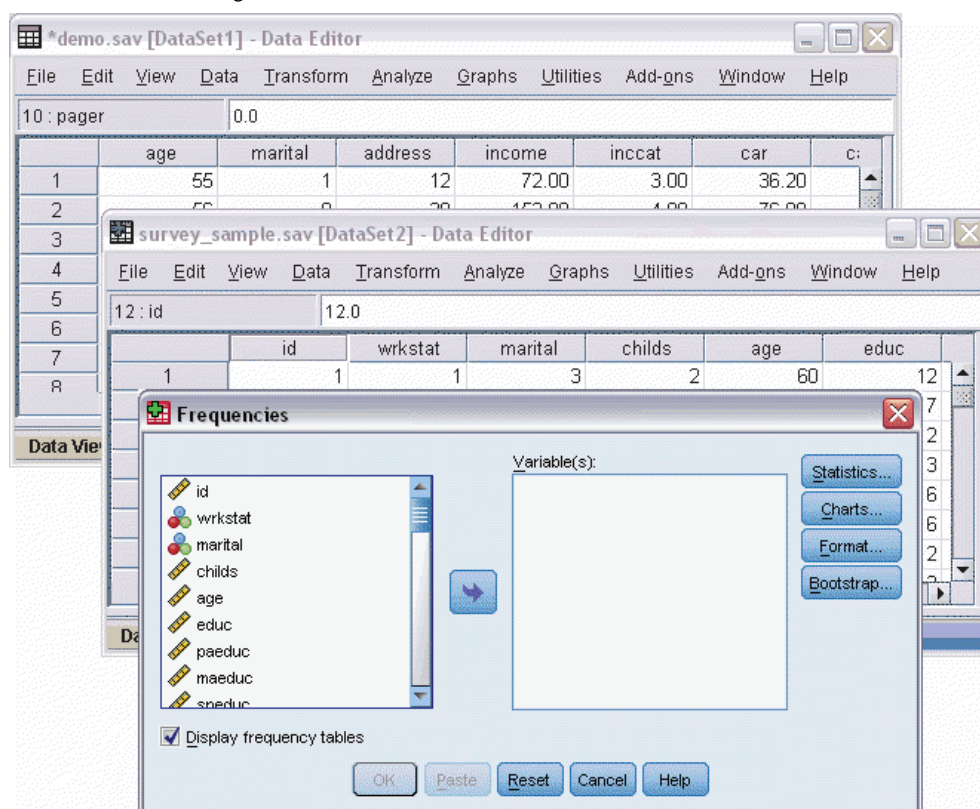 *demo.sav [DataSet1] - Data Editor
File Edit View Data Transform Analyze Graphs Utilities Add-ons Window Help
10 : pager 0.0
age marital address income inccat car
1 55 1 12 72.00 3.00 36.20
2
3
4
5
6
7
8
Data View
survey_sample.sav [DataSet2] - Data Editor
File Edit View Data Transform Analyze Graphs Utilities Add-ons Window Help
12 : id 12.0
id wrkstat marital childs age educ
1 1 1 3 2 60 12
7
2
3
6
6
2
Frequencies
Variable(s):
id
wrkstat
marital
childs
age
educ
paeduc
maeduc
speduc
Statistics...
Charts...
Format...
Bootstrap...
Display frequency tables
OK Paste Reset Cancel Help